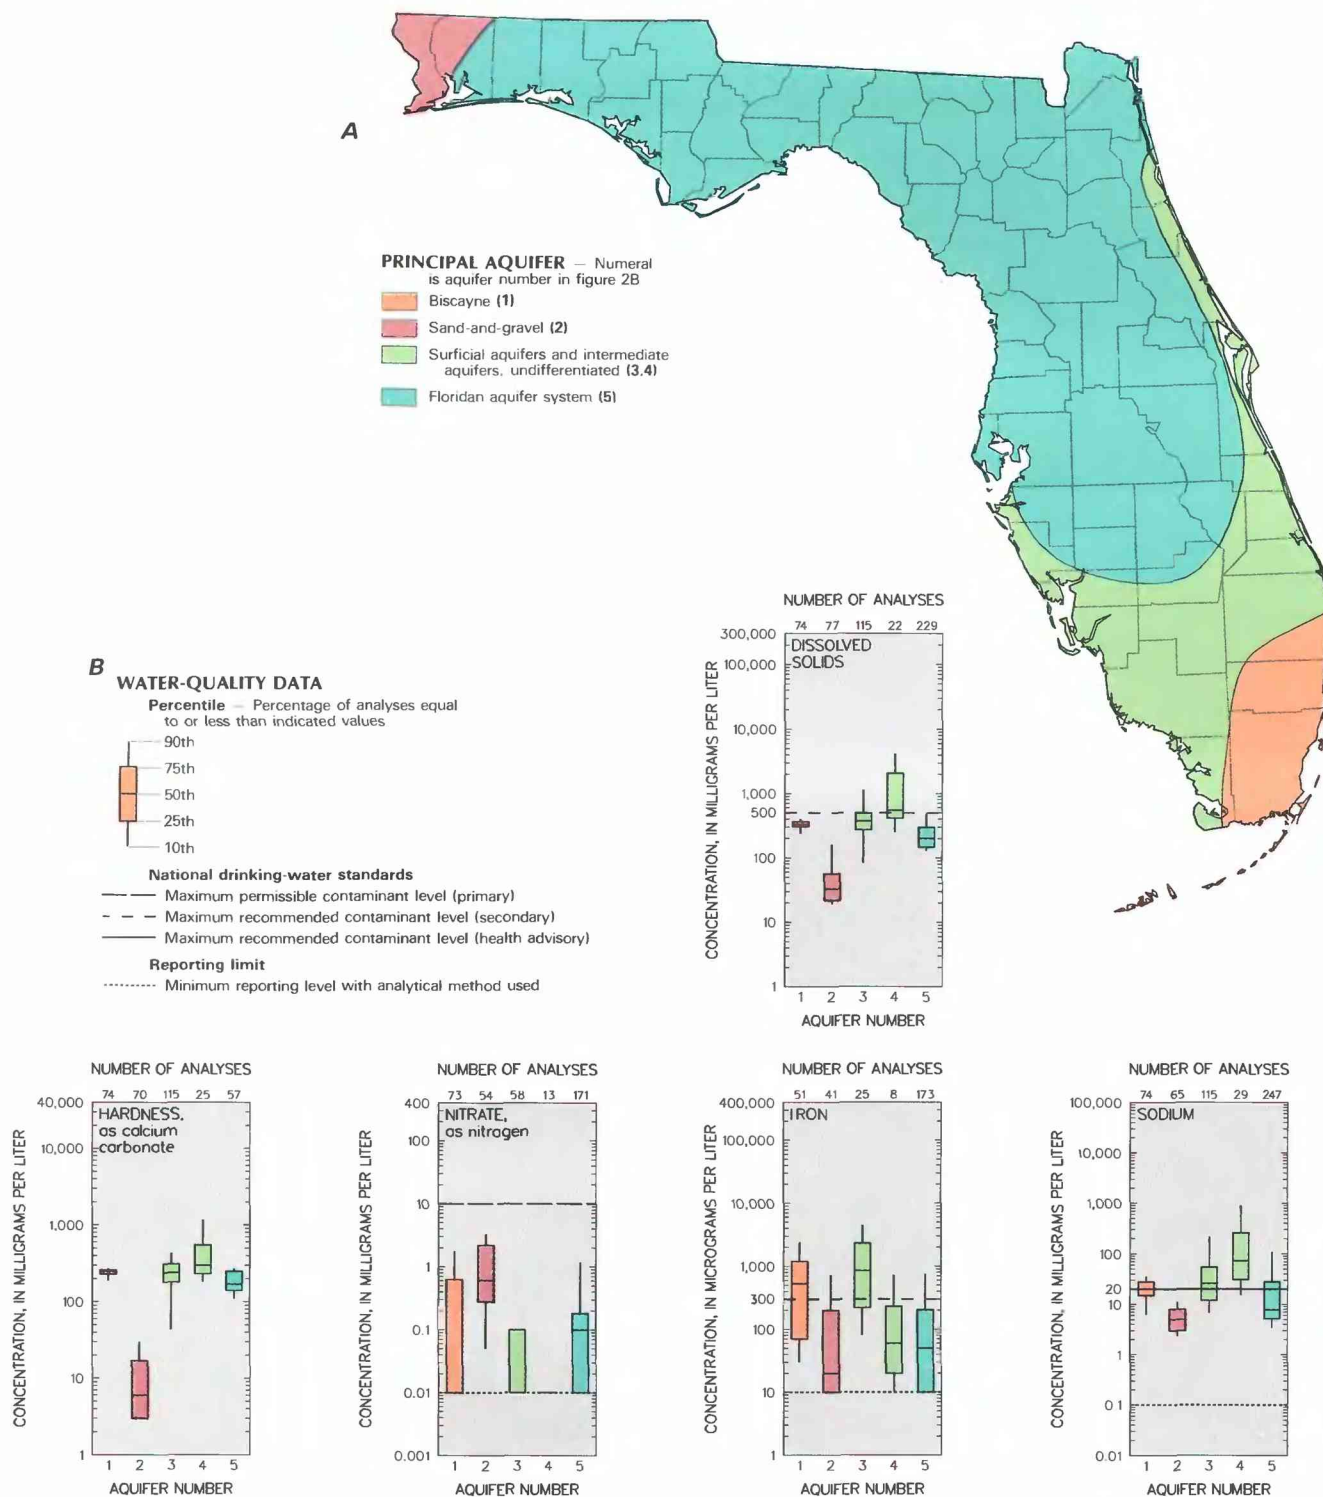 A
PRINCIPAL AQUIFER — Numeral
is aquifer number in figure 2B
Biscayne (1)
Sand-and-gravel (2)
Surficial aquifers and intermediate
aquifers, undifferentiated (3,4)
Floridan aquifer system (5)
B
WATER-QUALITY DATA
Percentile — Percentage of analyses equal
to or less than indicated values
90th
75th
50th
25th
10th
National drinking-water standards
Maximum permissible contaminant level (primary)
Maximum recommended contaminant level (secondary)
Maximum recommended contaminant level (health advisory)
Reporting limit
Minimum reporting level with analytical method used
NUMBER OF ANALYSES
74 77 115 22 229
DISSOLVED
SOLIDS
CONCENTRATION, IN MILLIGRAMS PER LITER
300,000
100,000
10,000
1,000
500
100
10
1
1 2 3 4 5
AQUIFER NUMBER
NUMBER OF ANALYSES
74 70 115 25 57
HARDNESS,
as calcium
carbonate
CONCENTRATION, IN MILLIGRAMS PER LITER
40,000
10,000
1,000
100
10
1
1 2 3 4 5
AQUIFER NUMBER
NUMBER OF ANALYSES
73 54 58 13 171
NITRATE,
as nitrogen
CONCENTRATION, IN MILLIGRAMS PER LITER
400
100
10
1
0.1
0.01
0.001
1 2 3 4 5
AQUIFER NUMBER
NUMBER OF ANALYSES
51 41 25 8 173
IRON
CONCENTRATION, IN MICROGRAMS PER LITER
400,000
100,000
10,000
1,000
300
100
10
1
1 2 3 4 5
AQUIFER NUMBER
NUMBER OF ANALYSES
74 65 115 29 247
SODIUM
CONCENTRATION, IN MILLIGRAMS PER LITER
100,000
10,000
1,000
100
20
10
1
0.1
0.01
1 2 3 4 5
AQUIFER NUMBER